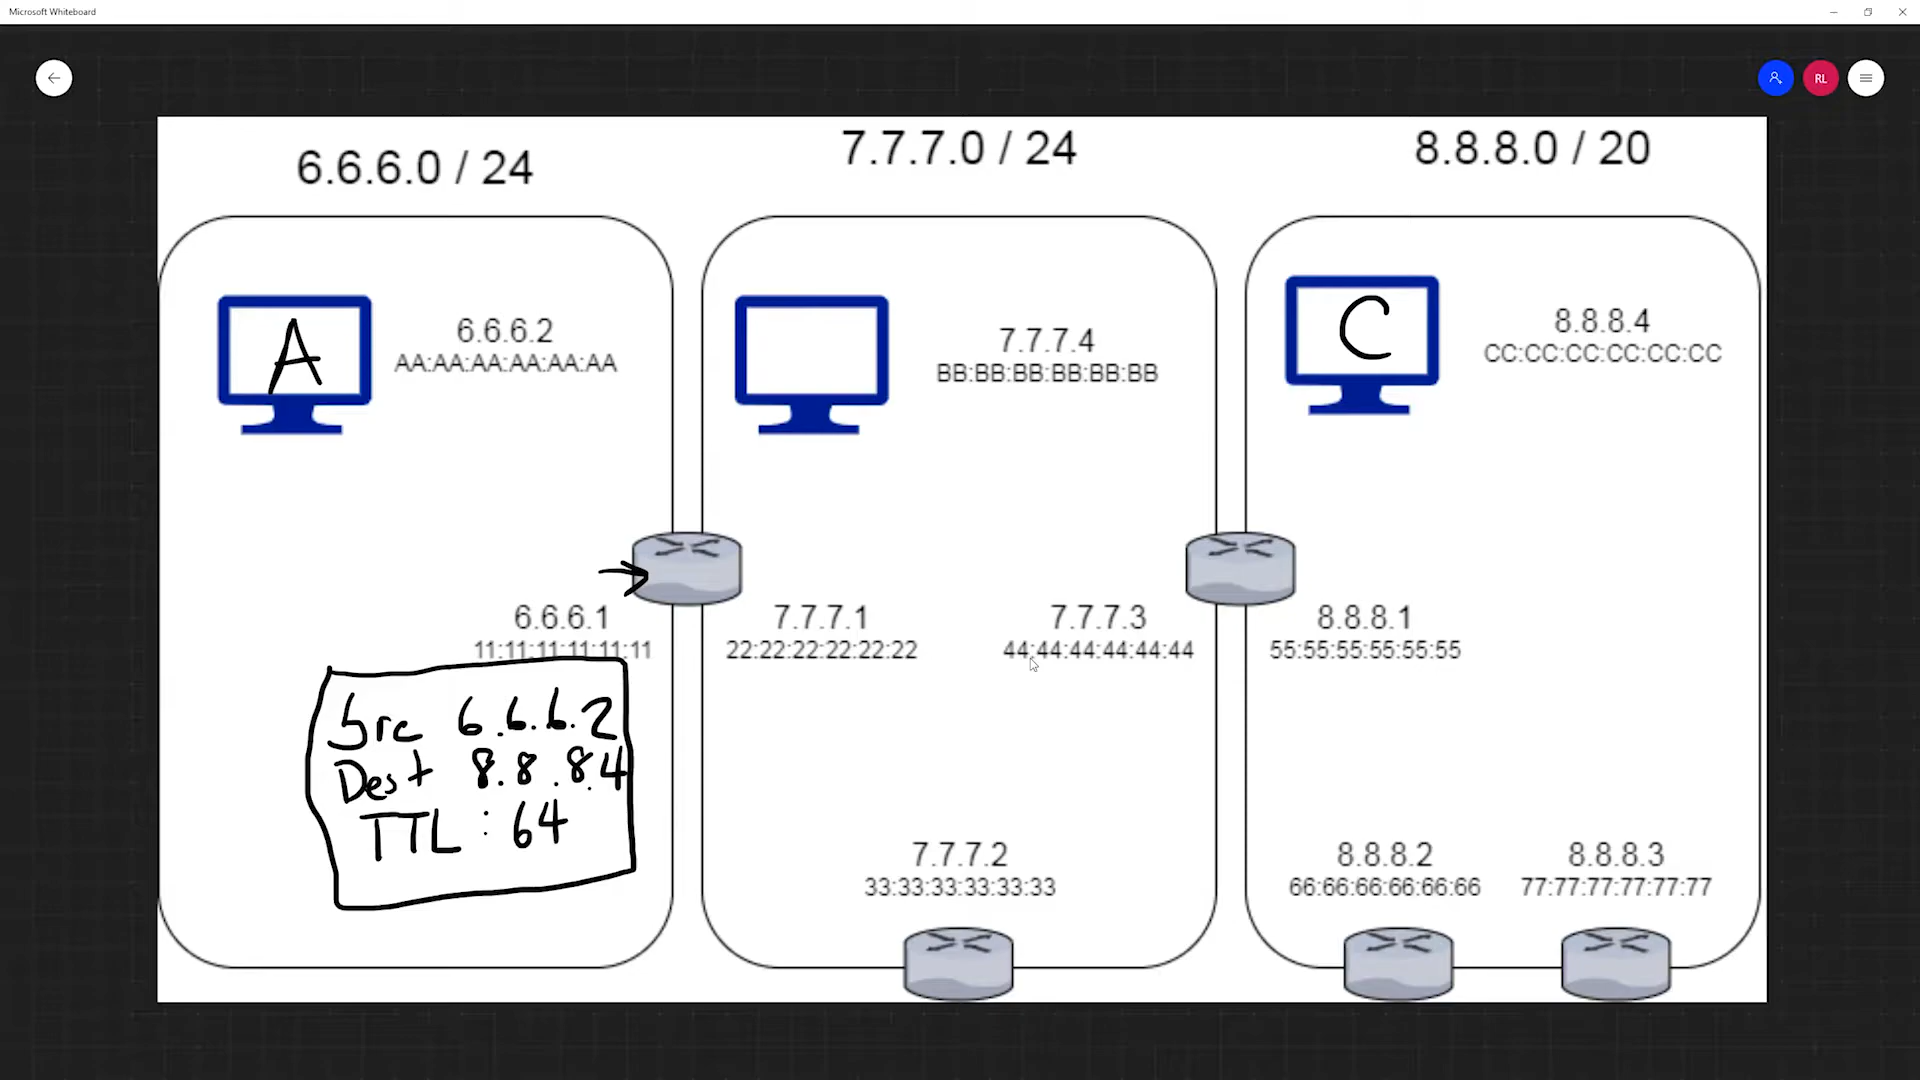 Microsoft Whiteboard
RL
6.6.6.0 / 24
7.7.7.0 / 24
8.8.8.0 / 20
A
6.6.6.2
AA:AA:AA:AA:AA:AA
7.7.7.4
BB:BB:BB:BB:BB:BB
C
8.8.8.4
CC:CC:CC:CC:CC:CC
6.6.6.1
11:11:11:11:11:11
7.7.7.1
22:22:22:22:22:22
7.7.7.3
44:44:44:44:44:44
8.8.8.1
55:55:55:55:55:55
Src 6.6.6.2
Dest 8.8.8.4
TTL : 64
7.7.7.2
33:33:33:33:33:33
8.8.8.2
66:66:66:66:66:66
8.8.8.3
77:77:77:77:77:77